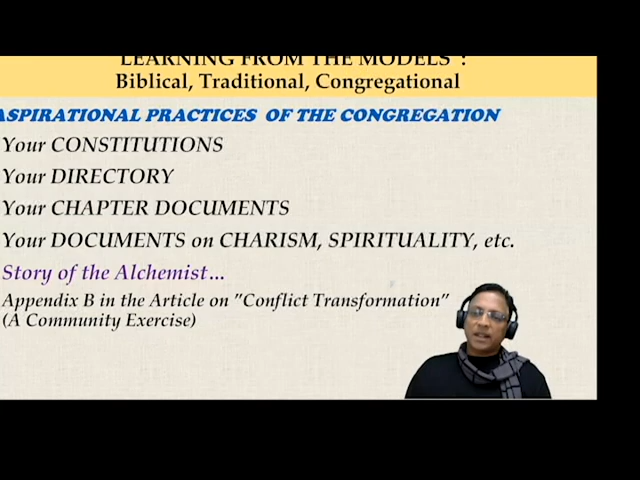 LEARNING FROM THE MODELS :
Biblical, Traditional, Congregational
ASPIRATIONAL PRACTICES OF THE CONGREGATION
Your CONSTITUTIONS
Your DIRECTORY
Your CHAPTER DOCUMENTS
Your DOCUMENTS on CHARISM, SPIRITUALITY, etc.
Story of the Alchemist...
Appendix B in the Article on "Conflict Transformation"
(A Community Exercise)